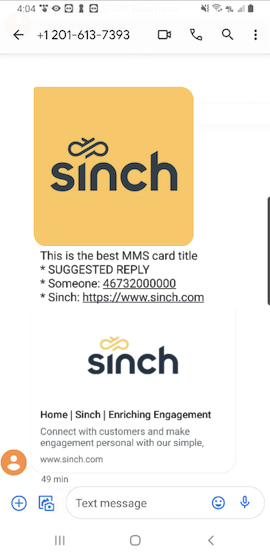 4:04
+1 201-613-7393
sinch
This is the best MMS card title
* SUGGESTED REPLY
* Someone: 46732000000
* Sinch: https://www.sinch.com
sinch
Home | Sinch | Enriching Engagement
Connect with customers and make
engagement personal with our simple,
www.sinch.com
49 min
Text message